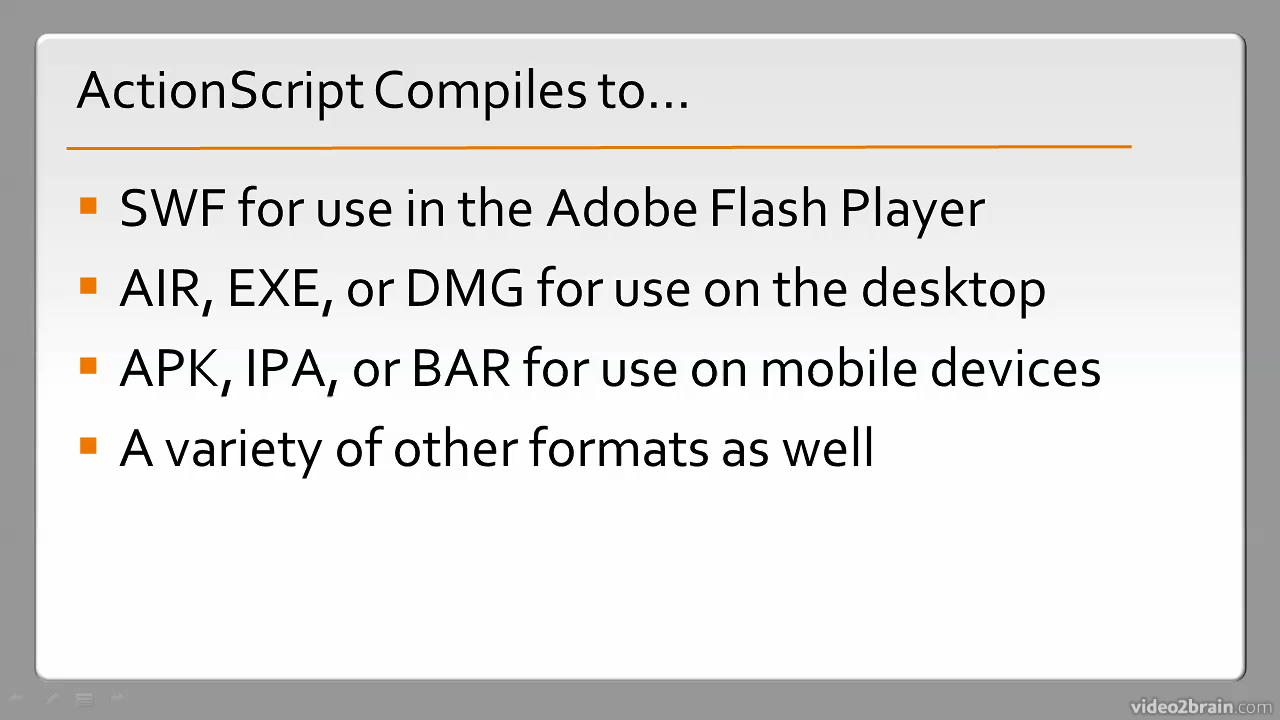 ActionScript Compiles to...
SWF for use in the Adobe Flash Player
AIR, EXE, or DMG for use on the desktop
APK, IPA, or BAR for use on mobile devices
A variety of other formats as well
video2brain.com